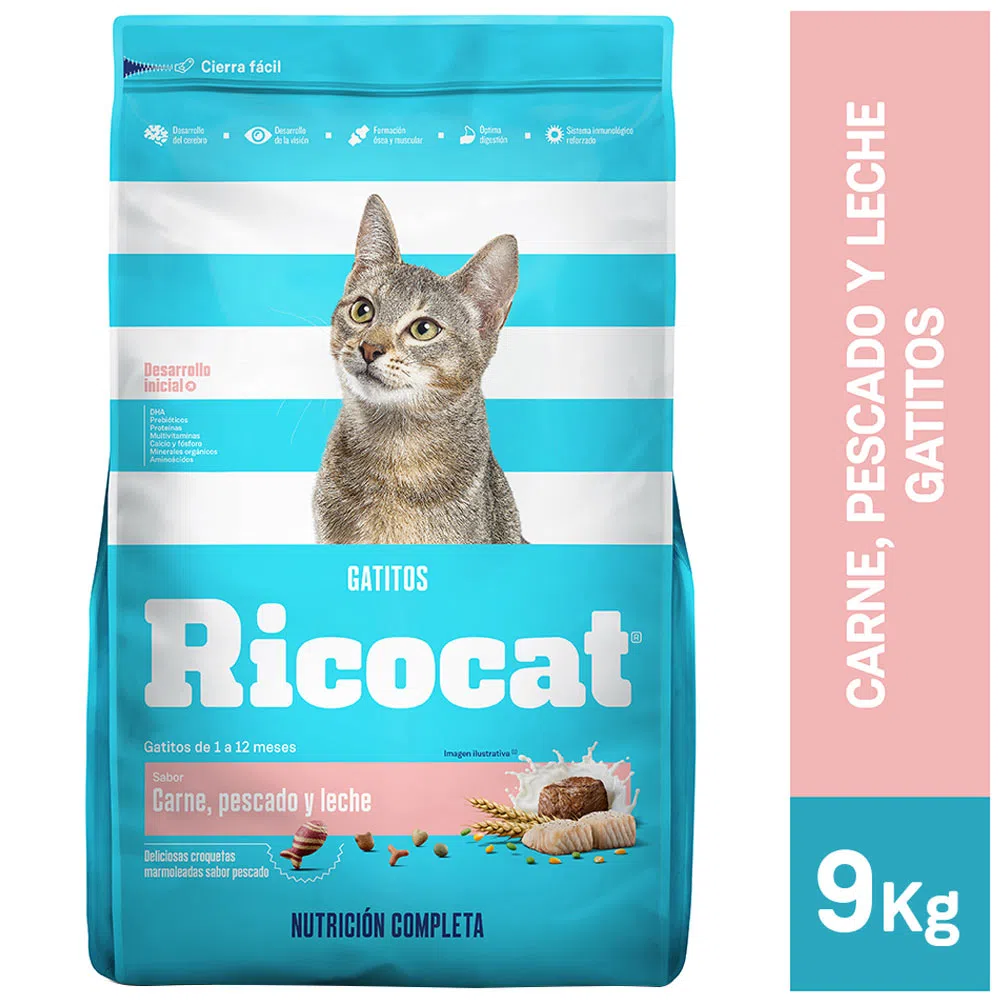 Cierra fácil
Desarrollo
del cerebro
Desarrollo
de la visión
Formación
ósea y muscular
Óptima
digestión
Sistema inmunológico
reforzado
Desarrollo
inicial
DHA
Prebióticos
Proteínas
Multivitaminas
Calcio y fósforo
Minerales orgánicos
Aminoácidos
GATITOS
Ricocat®
Gatitos de 1 a 12 meses
Imagen ilustrativa
Sabor
Carne, pescado y leche
Deliciosas croquetas
marmoleadas sabor pescado
NUTRICIÓN COMPLETA
CARNE, PESCADO Y LECHE
GATITOS
9Kg